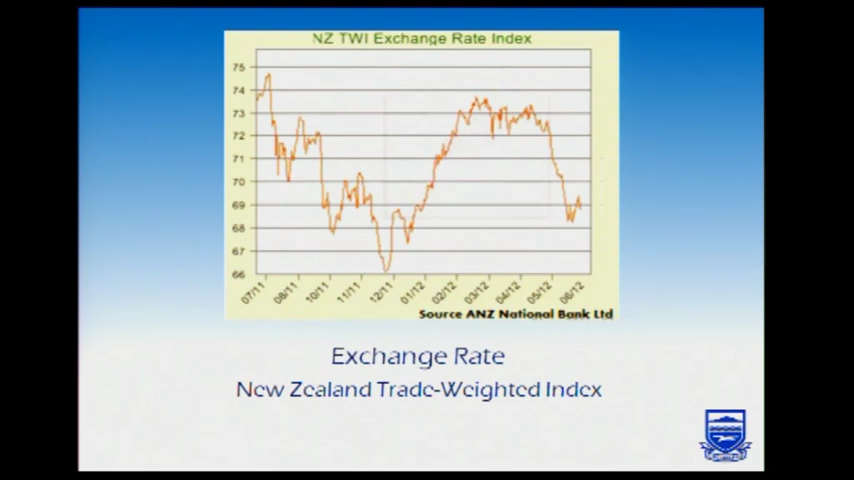 NZ TWI Exchange Rate Index
75
74
73
72
71
70
69
68
67
66
07/11 08/11 10/11 11/11 12/11 01/12 02/12 03/12 04/12 05/12 06/12
Source ANZ National Bank Ltd
Exchange Rate
New Zealand Trade-Weighted Index